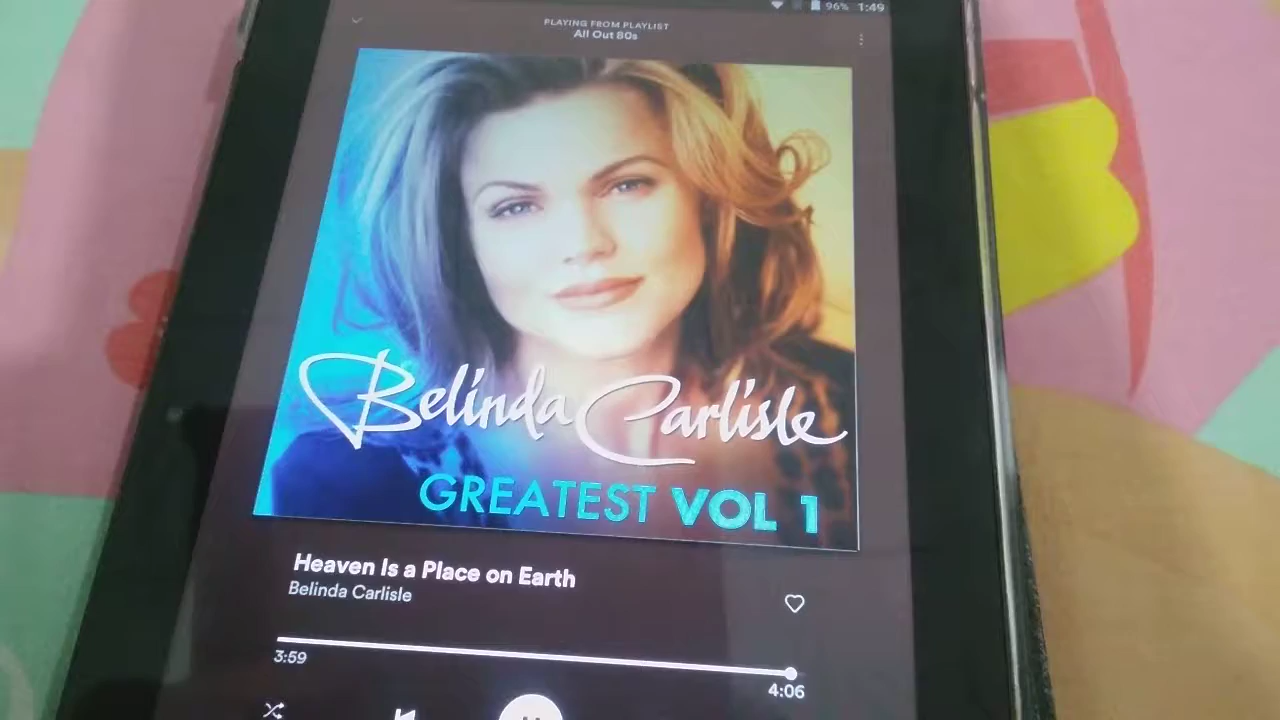 96% 1:49
PLAYING FROM PLAYLIST
All Out 80s
Belinda Carlisle
GREATEST VOL 1
Heaven Is a Place on Earth
Belinda Carlisle
3:59
4:06